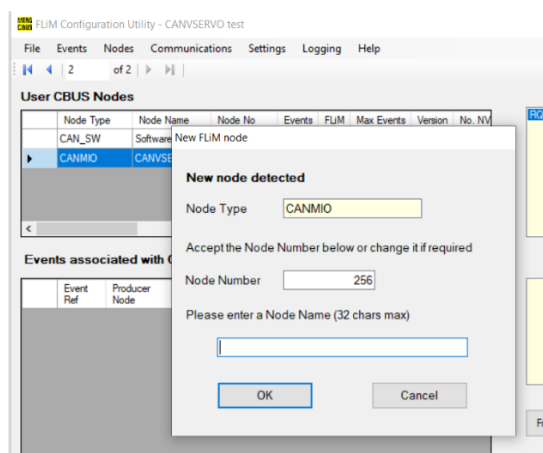 MERG CBUS FLiM Configuration Utility - CANVSERVO test
File Events Nodes Communications Settings Logging Help
2 of 2
User CBUS Nodes
Node Type Node Name Node No Events FLiM Max Events Version No. NV
CAN_SW Software
CANMIO CANVSE
RQ
New FLiM node
New node detected
Node Type CANMIO
Accept the Node Number below or change it if required
Node Number 256
Please enter a Node Name (32 chars max)
OK Cancel
Events associated with
Event Ref
Producer Node